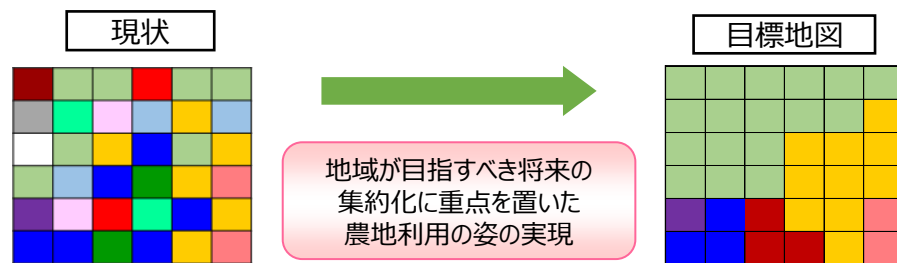 現状
目標地図
地域が目指すべき将来の
集約化に重点を置いた
農地利用の姿の実現